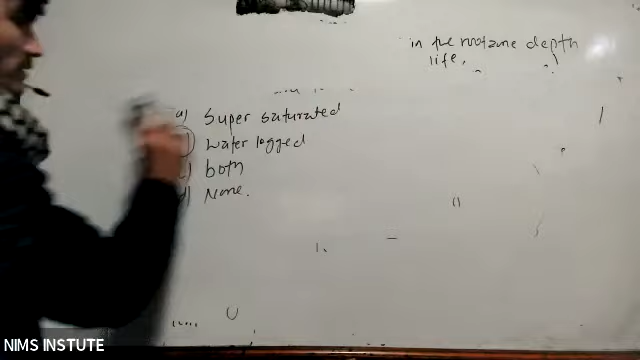 in the rootzone depth
life,
a) Super saturated
) Water logged
c) both
d) None.
NIMS INSTUTE